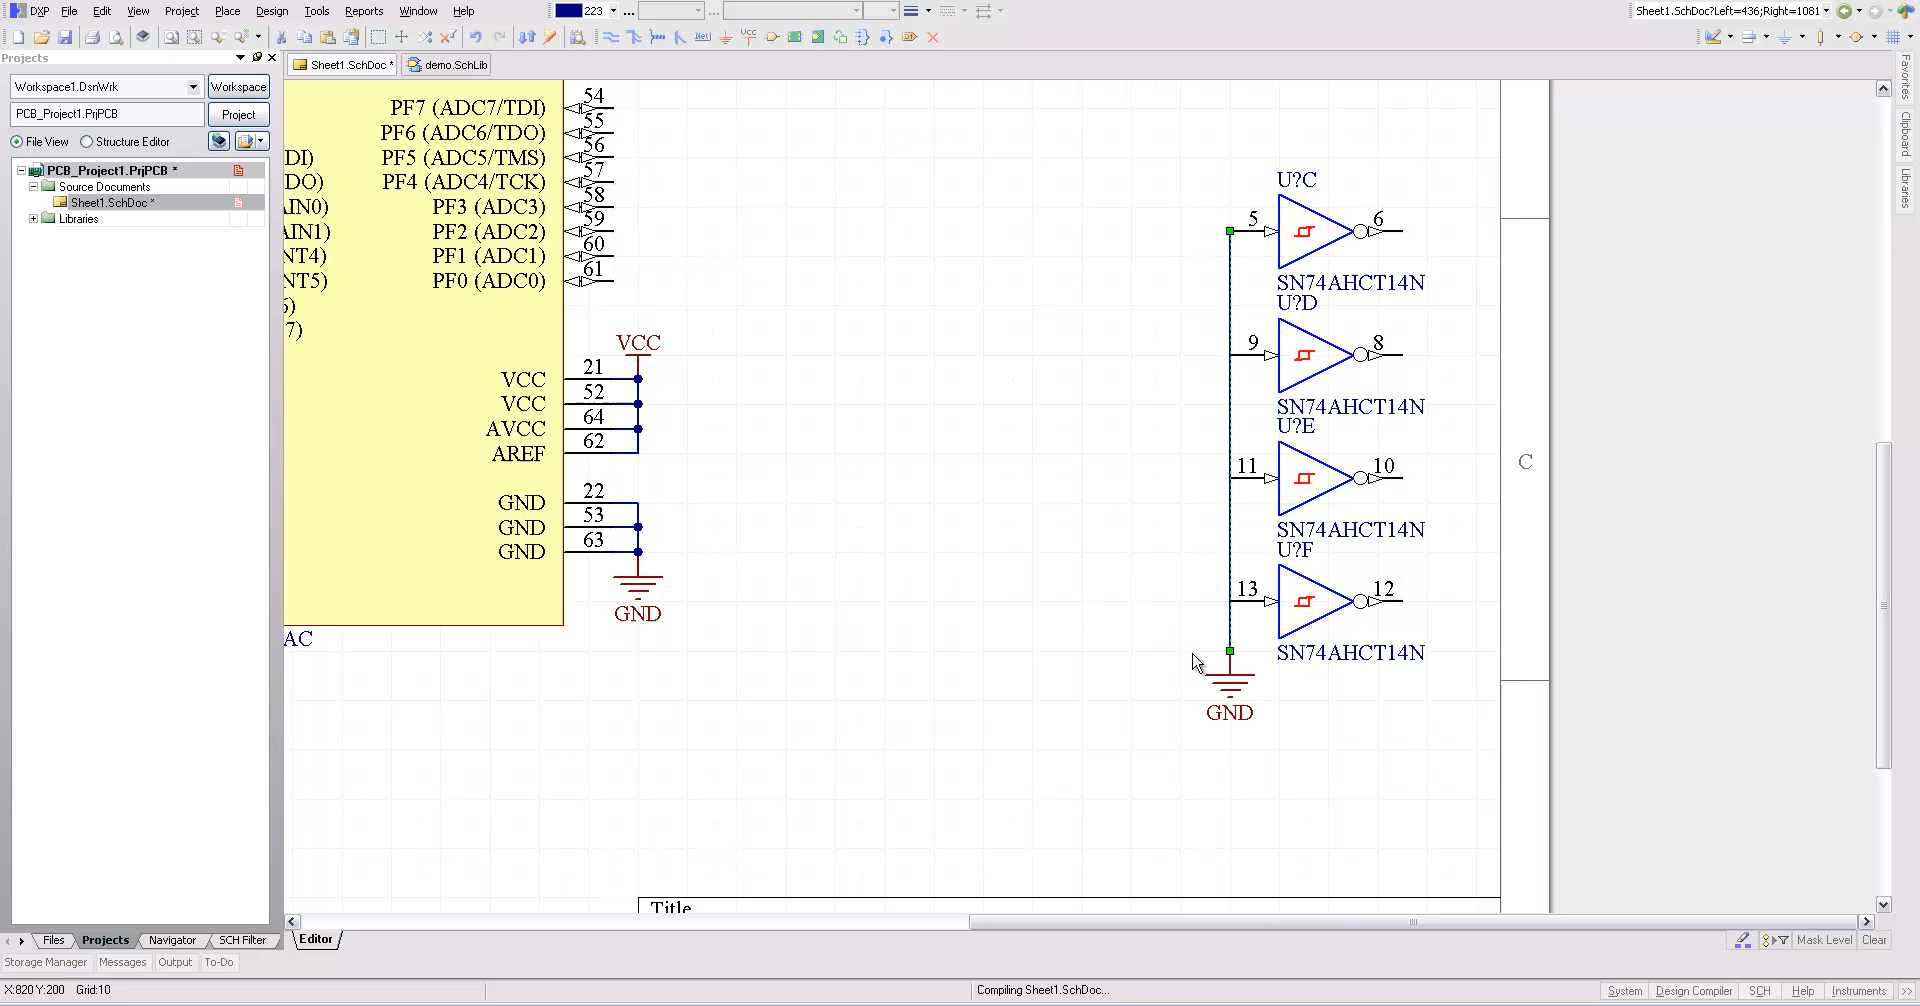 DXP File Edit View Project Place Design Tools Reports Window Help
223 ... ...
Sheet1.SchDoc?Left=436;Right=1081
Net
Vcc
Projects
Sheet1.SchDoc * demo.SchLib
Workspace1.DsnWrk Workspace
PCB_Project1.PrjPCB Project
File View Structure Editor
PCB_Project1.PrjPCB *
Source Documents
Sheet1.SchDoc *
Libraries
Favorites
Clipboard
Libraries
PF7 (ADC7/TDI) 54
PF6 (ADC6/TDO) 55
DI) PF5 (ADC5/TMS) 56
DO) PF4 (ADC4/TCK) 57
AIN0) PF3 (ADC3) 58
AIN1) PF2 (ADC2) 59
NT4) PF1 (ADC1) 60
NT5) PF0 (ADC0) 61
6)
7)
VCC
VCC 21
VCC 52
AVCC 64
AREF 62
GND 22
GND 53
GND 63
GND
AC
U?C
5 6
SN74AHCT14N
U?D
9 8
SN74AHCT14N
U?E
11 10
SN74AHCT14N
U?F
13 12
SN74AHCT14N
GND
C
Title
Files Projects Navigator SCH Filter
Editor
Mask Level Clear
Storage Manager Messages Output To-Do
X:820 Y:200 Grid:10
Compiling Sheet1.SchDoc...
System Design Compiler SCH Help Instruments >>